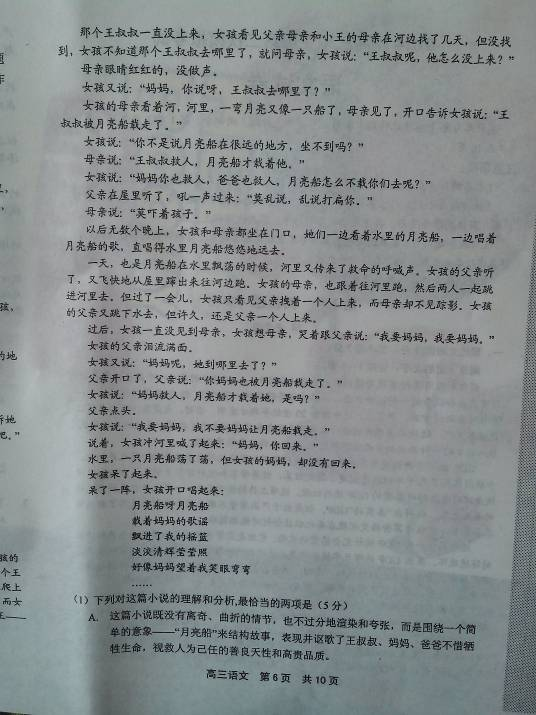 那个王叔叔一直没上来，女孩看见父亲母亲和小王的母亲在河边找了几天，但没找
到，女孩不知道那个王叔叔去哪里了，就问母亲，女孩说：“王叔叔呢，他怎么没上来？”
母亲眼睛红红的，没做声。
女孩又说：“妈妈，你说呀，王叔叔去哪里了？”
女孩的母亲看着河，河里，一弯月亮又像一只船了，母亲见了，开口告诉女孩说：“王
叔叔被月亮船载走了。”
女孩说：“你不是说月亮船在很远的地方，坐不到吗？”
母亲说：“王叔叔救人，月亮才载着他。”
女孩说：“妈妈你也救人，爸爸也救人，月亮船怎么不载你们去呢？”
父亲在屋里听了，吼一声过来：“莫乱说，乱说打扁你。”
母亲说：“莫吓着孩子。”
以后无数个晚上，女孩和母亲都坐在门口，她们一边看着水里的月亮船，一边唱着
月亮船的歌，直唱得水里月亮船悠悠地远去。
一天，也是月亮船在水里飘荡的时候，河里又传来了救命的呼喊声。女孩的父亲听
了，又飞快地从屋里蹿出来往河边跑。女孩的母亲，也跟着往河里跑，然后两人一起跳
进河里去。但过了一会儿，女孩只看见父亲拽着一个人上来，而母亲却不见踪影。女孩
的父亲又跳下水去，但许久，还是父亲一个人上来。
过后，女孩一直没见到母亲，女孩想母亲，哭着跟父亲说：“我要妈妈，我要妈妈。”
女孩的父亲泪流满面。
女孩又说：“妈妈呢，她到哪里去了？”
父亲开口了，父亲说：“你妈妈也被月亮船载走了。”
女孩说：“妈妈救人，月亮才载着她，是吗？”
父亲点头。
女孩说：“我要妈妈，我不要妈妈让月亮船载走。”
说着，女孩冲河里喊了起来：“妈妈，你回来。”
水里，一只月亮船荡了荡，但女孩的妈妈，却没有回来。
女孩呆了起来。
呆了一阵，女孩开口唱起来：
月亮船呀月亮船
载着妈妈的歌谣
飘进了我的摇篮
淡淡清辉莹莹照
好像妈妈望着我笑眼弯弯
……
（1）下列对这篇小说的理解和分析,最恰当的两项是（5分）
A. 这篇小说既没有离奇、曲折的情节，也不过分地渲染和夸张，而是围绕一个简
单的意象——“月亮船”来结构故事，表现并讴歌了王叔叔、妈妈、爸爸不惜牺
牲生命，视救人为己任的善良天性和高贵品质。
高三语文 第6页 共10页